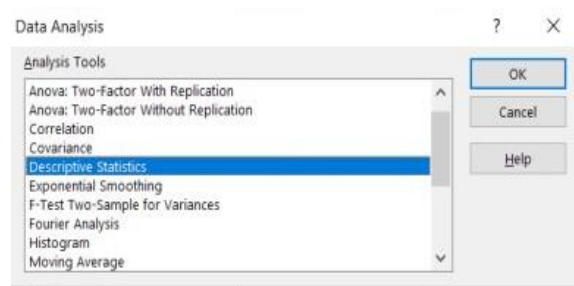 Data Analysis ? ×
Analysis Tools
OK
Cancel
Help
Anova: Two-Factor With Replication
Anova: Two-Factor Without Replication
Correlation
Covariance
Descriptive Statistics
Exponential Smoothing
F-Test Two-Sample for Variances
Fourier Analysis
Histogram
Moving Average